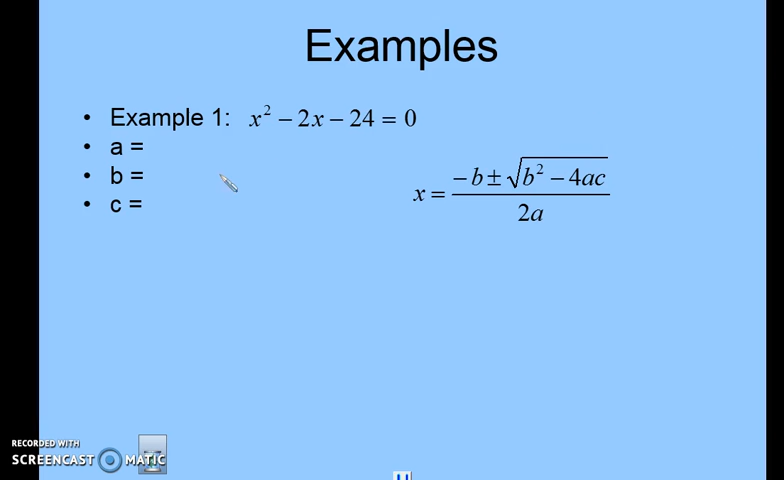 Examples
• Example 1: x² − 2x − 24 = 0
• a =
• b =
• c =
x = (−b ± √(b² − 4ac)) / 2a
RECORDED WITH
SCREENCAST MATIC